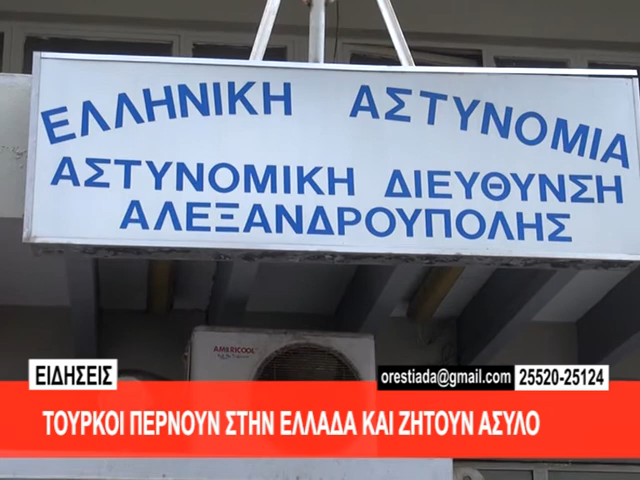 ΕΛΛΗΝΙΚΗ ΑΣΤΥΝΟΜΙΑ
ΑΣΤΥΝΟΜΙΚΗ ΔΙΕΥΘΥΝΣΗ
ΑΛΕΞΑΝΔΡΟΥΠΟΛΗΣ
AMERICOOL
ΕΙΔΗΣΕΙΣ
orestiada@gmail.com 25520-25124
ΤΟΥΡΚΟΙ ΠΕΡΝΟΥΝ ΣΤΗΝ ΕΛΛΑΔΑ ΚΑΙ ΖΗΤΟΥΝ ΑΣΥΛΟ